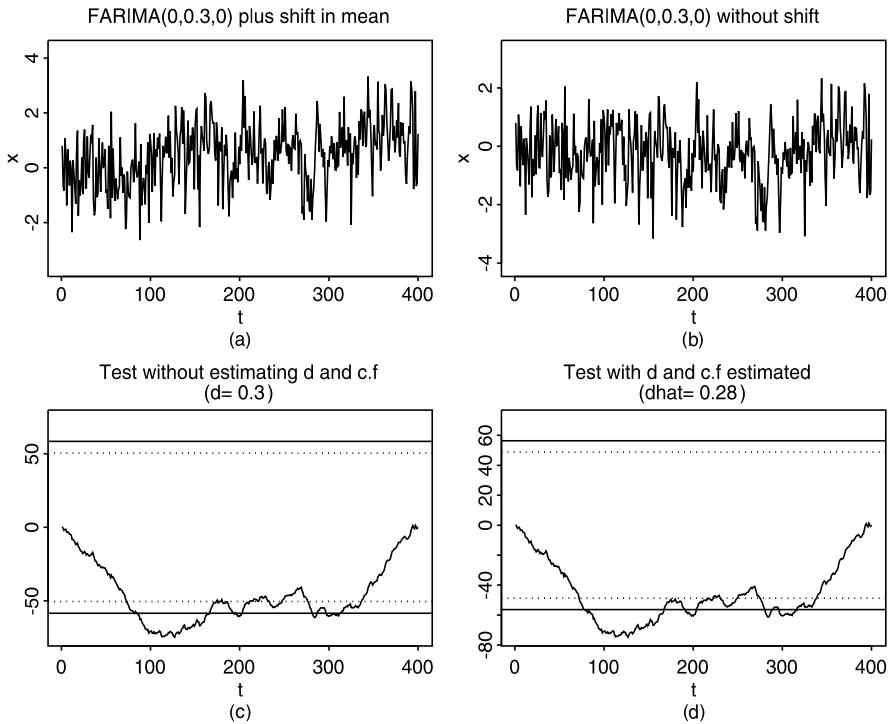 FARIMA(0,0.3,0) plus shift in mean
4
2
0
-2
x
0 100 200 300 400
t
(a)
FARIMA(0,0.3,0) without shift
2
0
-2
-4
x
0 100 200 300 400
t
(b)
Test without estimating d and c.f
(d= 0.3)
50
0
-50
0 100 200 300 400
t
(c)
Test with d and c.f estimated
(dhat= 0.28)
60
40
20
0
-40
-80
0 100 200 300 400
t
(d)